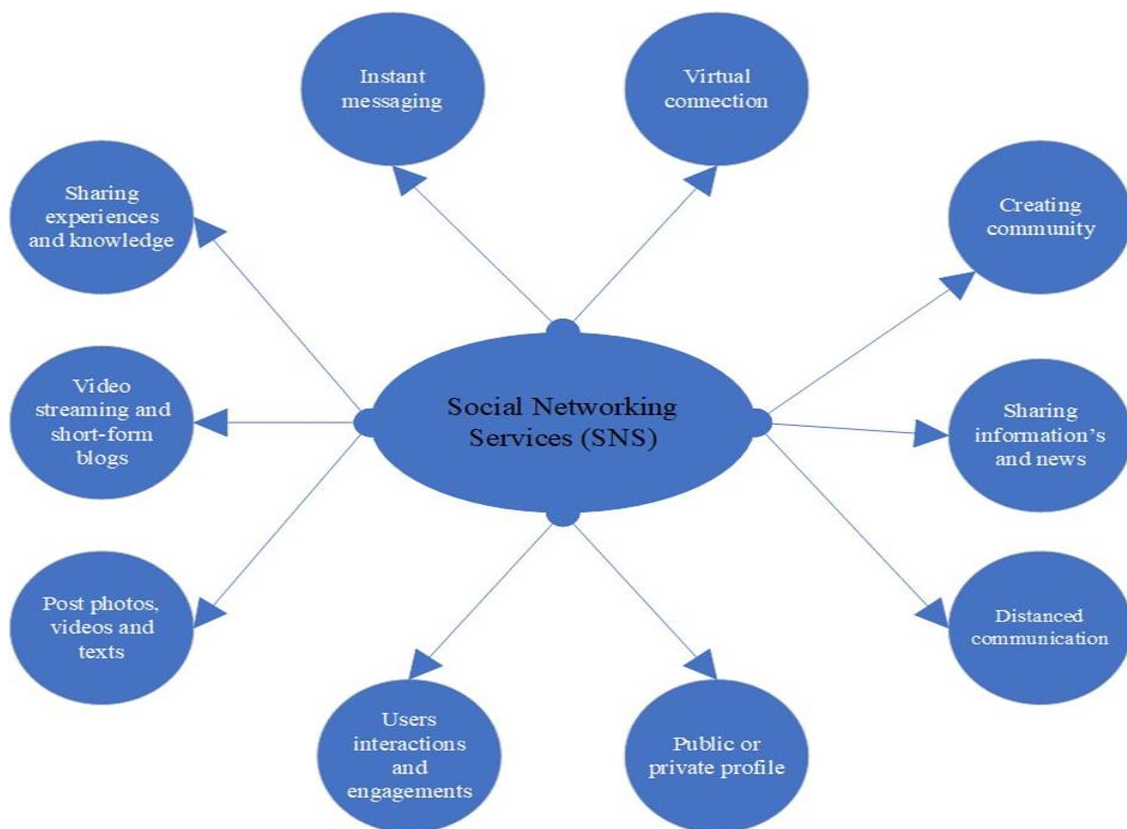 Instant
messaging
Virtual
connection
Sharing
experiences
and knowledge
Creating
community
Video
streaming and
short-form
blogs
Social Networking
Services (SNS)
Sharing
information’s
and news
Post photos,
videos and
texts
Distanced
communication
Users
interactions
and
engagements
Public or
private profile